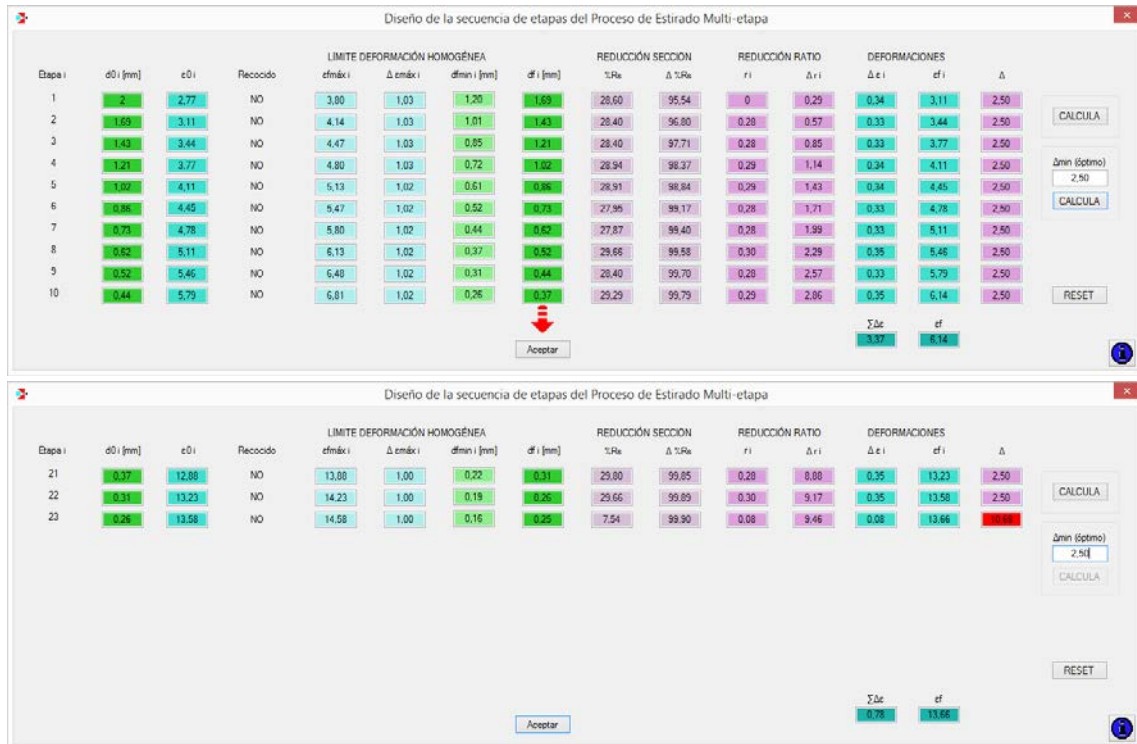 Diseño de la secuencia de etapas del Proceso de Estirado Multi-etapa
LIMITE DEFORMACIÓN HOMOGÉNEA REDUCCIÓN SECCION REDUCCIÓN RATIO DEFORMACIONES
Etapa i d0 i [mm] ε0 i Recocido εfmáx i Δ εmáx i dfmin i [mm] df i [mm] %Ra Δ %Ra r i Δ r i Δ ε i εf i Δ
1 2 2,77 NO 3,80 1,03 1,20 1,69 28,60 95,54 0 0,29 0,34 3,11 2,50
CALCULA
2 1,69 3,11 NO 4,14 1,03 1,01 1,43 28,40 96,80 0,28 0,57 0,33 3,44 2,50
3 1,43 3,44 NO 4,47 1,03 0,85 1,21 28,40 97,71 0,28 0,85 0,33 3,77 2,50
4 1,21 3,77 NO 4,80 1,03 0,72 1,02 28,94 98,37 0,29 1,14 0,34 4,11 2,50
Δmin (óptimo)
2,50
5 1,02 4,11 NO 5,13 1,02 0,61 0,86 28,91 98,84 0,29 1,43 0,34 4,45 2,50
6 0,86 4,45 NO 5,47 1,02 0,52 0,73 27,95 99,17 0,28 1,71 0,33 4,78 2,50
CALCULA
7 0,73 4,78 NO 5,80 1,02 0,44 0,62 27,87 99,40 0,28 1,99 0,33 5,11 2,50
8 0,62 5,11 NO 6,13 1,02 0,37 0,52 29,66 99,58 0,30 2,29 0,35 5,46 2,50
9 0,52 5,46 NO 6,48 1,02 0,31 0,44 28,40 99,70 0,28 2,57 0,33 5,79 2,50
10 0,44 5,79 NO 6,81 1,02 0,26 0,37 29,29 99,79 0,29 2,86 0,35 6,14 2,50
RESET
ΣΔε εf
3,37 6,14
Aceptar
Diseño de la secuencia de etapas del Proceso de Estirado Multi-etapa
LIMITE DEFORMACIÓN HOMOGÉNEA REDUCCIÓN SECCION REDUCCIÓN RATIO DEFORMACIONES
Etapa i d0 i [mm] ε0 i Recocido εfmáx i Δ εmáx i dfmin i [mm] df i [mm] %Ra Δ %Ra r i Δ r i Δ ε i εf i Δ
21 0,37 12,88 NO 13,88 1,00 0,22 0,31 29,80 99,85 0,28 8,88 0,35 13,23 2,50
22 0,31 13,23 NO 14,23 1,00 0,19 0,26 29,66 99,89 0,30 9,17 0,35 13,58 2,50
CALCULA
23 0,26 13,58 NO 14,58 1,00 0,16 0,25 7,54 99,90 0,08 9,46 0,08 13,66
Δmin (óptimo)
2,50
CALCULA
RESET
ΣΔε εf
0,78 13,66
Aceptar